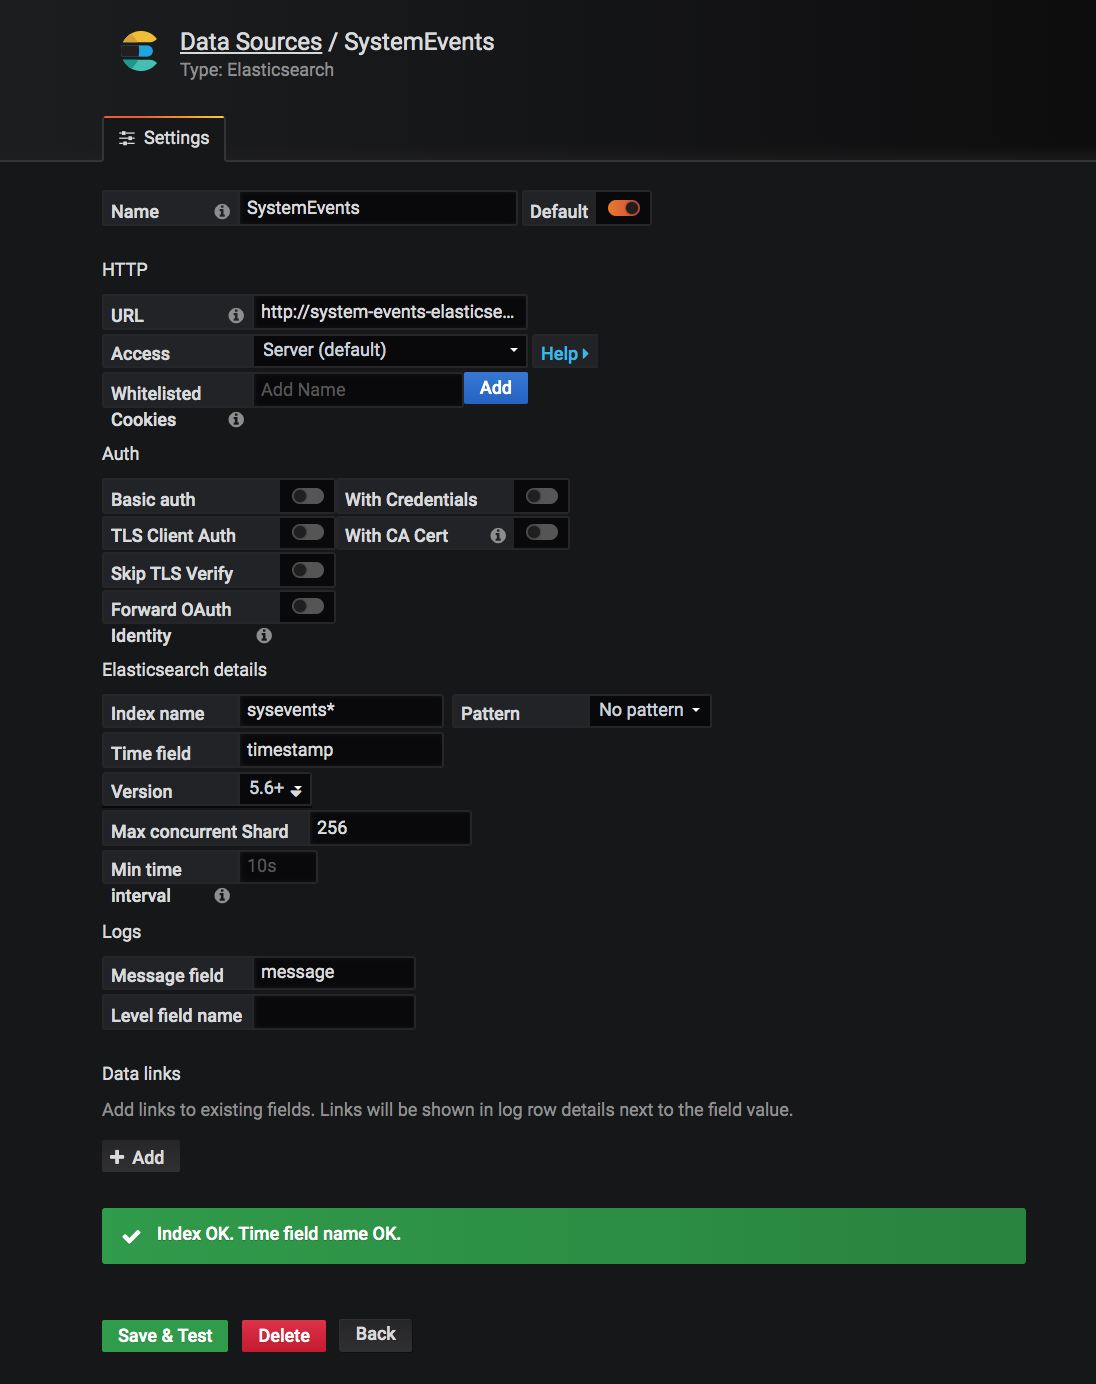 Data Sources / SystemEvents
Type: Elasticsearch
Settings
Name SystemEvents Default
HTTP
URL http://system-events-elasticse...
Access Server (default) Help
Whitelisted Cookies Add Name Add
Auth
Basic auth With Credentials
TLS Client Auth With CA Cert
Skip TLS Verify
Forward OAuth
Identity
Elasticsearch details
Index name sysevents* Pattern No pattern
Time field timestamp
Version 5.6+
Max concurrent Shard 256
Min time interval 10s
Logs
Message field message
Level field name
Data links
Add links to existing fields. Links will be shown in log row details next to the field value.
+ Add
Index OK. Time field name OK.
Save & Test Delete Back